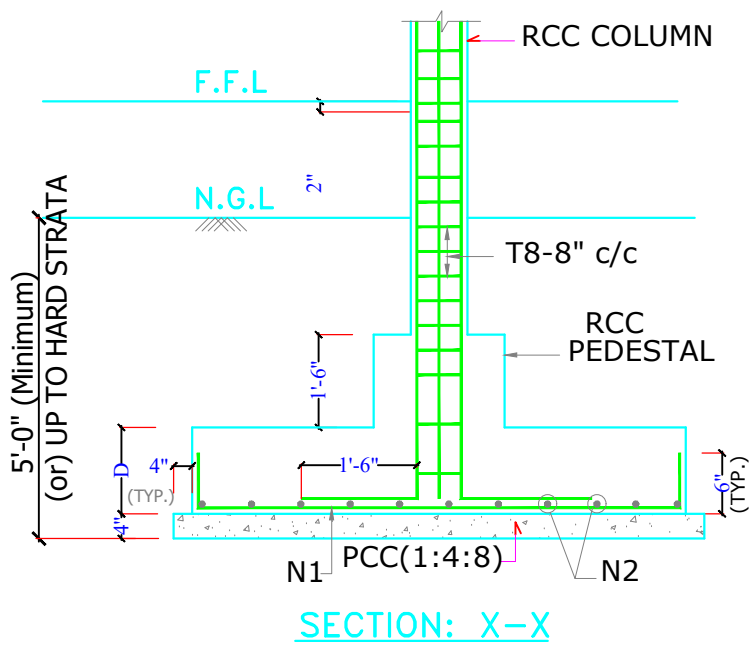 RCC COLUMN
F.F.L
2"
N.G.L
5'-0" (Minimum)
(or) UP TO HARD STRATA
T8-8" c/c
RCC
PEDESTAL
1'-6"
D
4"
(TYP.)
1'-6"
6"
(TYP.)
4"
N1
PCC(1:4:8)
N2
SECTION: X-X